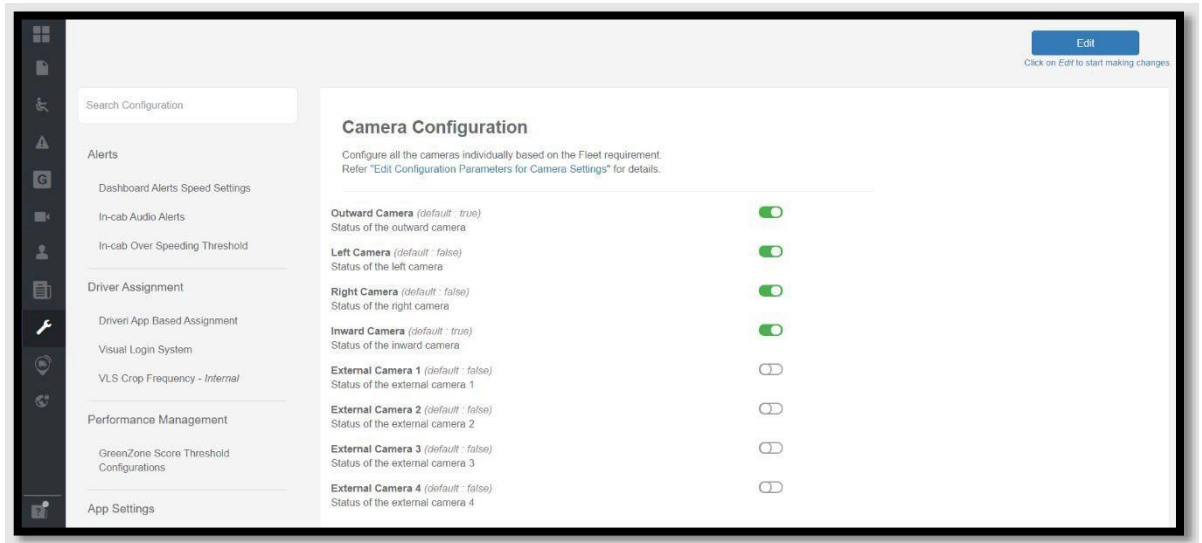 Edit
Click on Edit to start making changes.
Search Configuration
Alerts
Dashboard Alerts Speed Settings
In-cab Audio Alerts
In-cab Over Speeding Threshold
Driver Assignment
Driveri App Based Assignment
Visual Login System
VLS Crop Frequency - Internal
Performance Management
GreenZone Score Threshold
Configurations
App Settings
Camera Configuration
Configure all the cameras individually based on the Fleet requirement.
Refer "Edit Configuration Parameters for Camera Settings" for details.
Outward Camera (default : true)
Status of the outward camera
Left Camera (default : false)
Status of the left camera
Right Camera (default : false)
Status of the right camera
Inward Camera (default : true)
Status of the inward camera
External Camera 1 (default : false)
Status of the external camera 1
External Camera 2 (default : false)
Status of the external camera 2
External Camera 3 (default : false)
Status of the external camera 3
External Camera 4 (default : false)
Status of the external camera 4
G
?